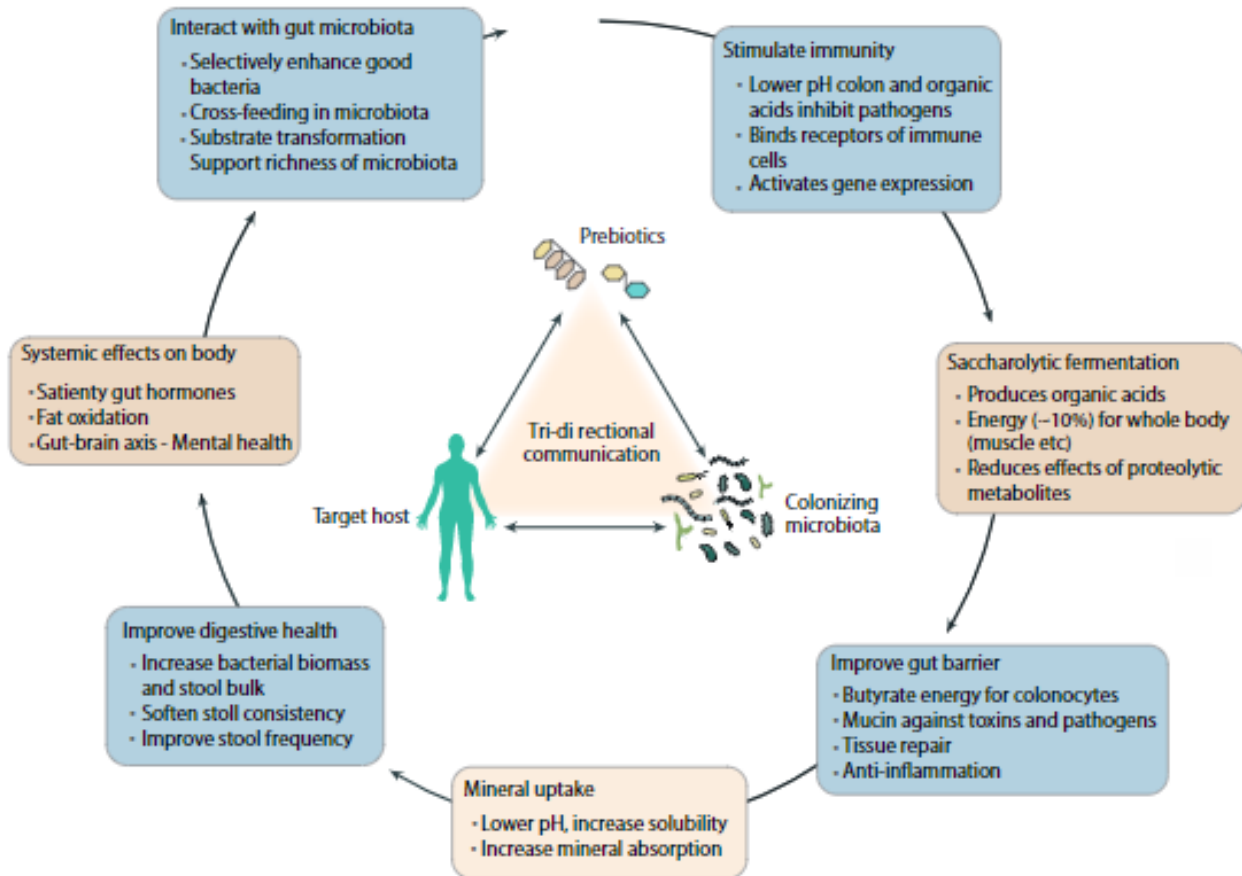 Interact with gut microbiota
• Selectively enhance good
bacteria
• Cross-feeding in microbiota
• Substrate transformation
Support richness of microbiota
Stimulate immunity
• Lower pH colon and organic
acids inhibit pathogens
• Binds receptors of immune
cells
• Activates gene expression
Prebiotics
Systemic effects on body
• Satienty gut hormones
• Fat oxidation
• Gut-brain axis - Mental health
Tri-di rectional
communication
Target host
Colonizing
microbiota
Saccharolytic fermentation
• Produces organic acids
• Energy (~10%) for whole body
(muscle etc)
• Reduces effects of proteolytic
metabolites
Improve digestive health
• Increase bacterial biomass
and stool bulk
• Soften stoll consistency
• Improve stool frequency
Improve gut barrier
• Butyrate energy for colonocytes
• Mucin against toxins and pathogens
• Tissue repair
• Anti-inflammation
Mineral uptake
• Lower pH, increase solubility
• Increase mineral absorption